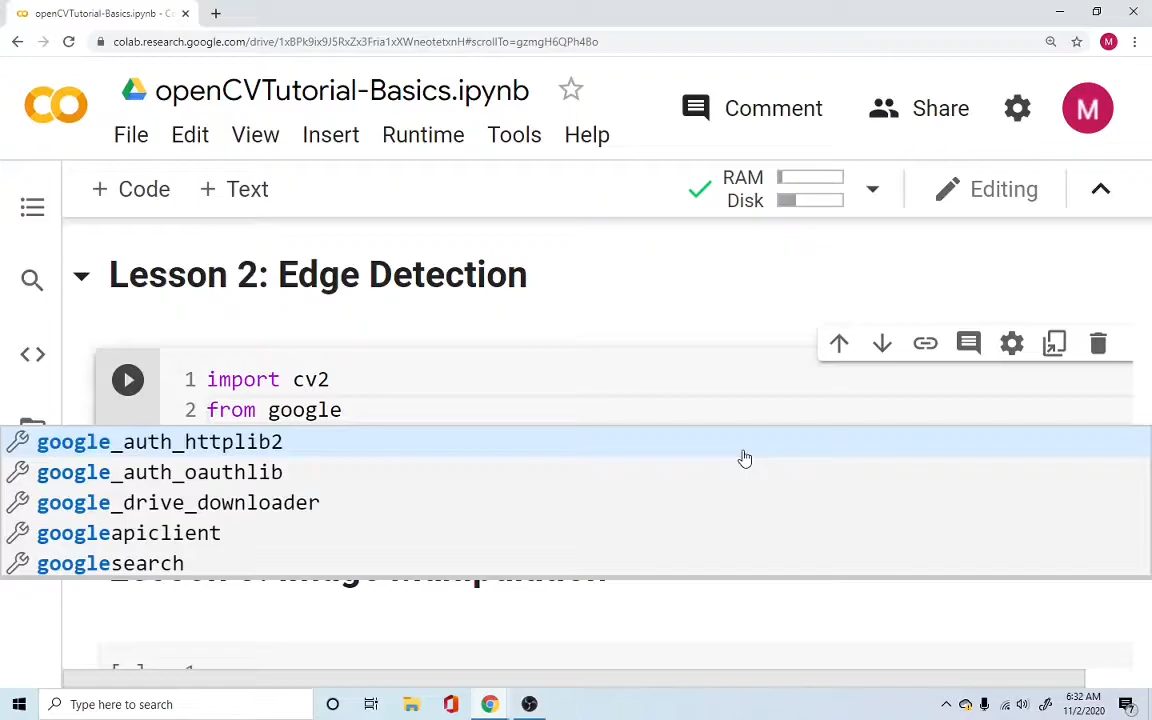 openCVTutorial-Basics.ipynb - C
colab.research.google.com/drive/1xBPk9ix9J5RxZx3Fria1xXWneotetxnH#scrollTo=gzmgH6QPh4Bo
M
openCVTutorial-Basics.ipynb
Comment
Share
M
File Edit View Insert Runtime Tools Help
+ Code + Text
RAM
Disk
Editing
Lesson 2: Edge Detection
1 import cv2
2 from google
google_auth_httplib2
google_auth_oauthlib
google_drive_downloader
googleapiclient
googlesearch
Type here to search
6:32 AM
11/2/2020
7